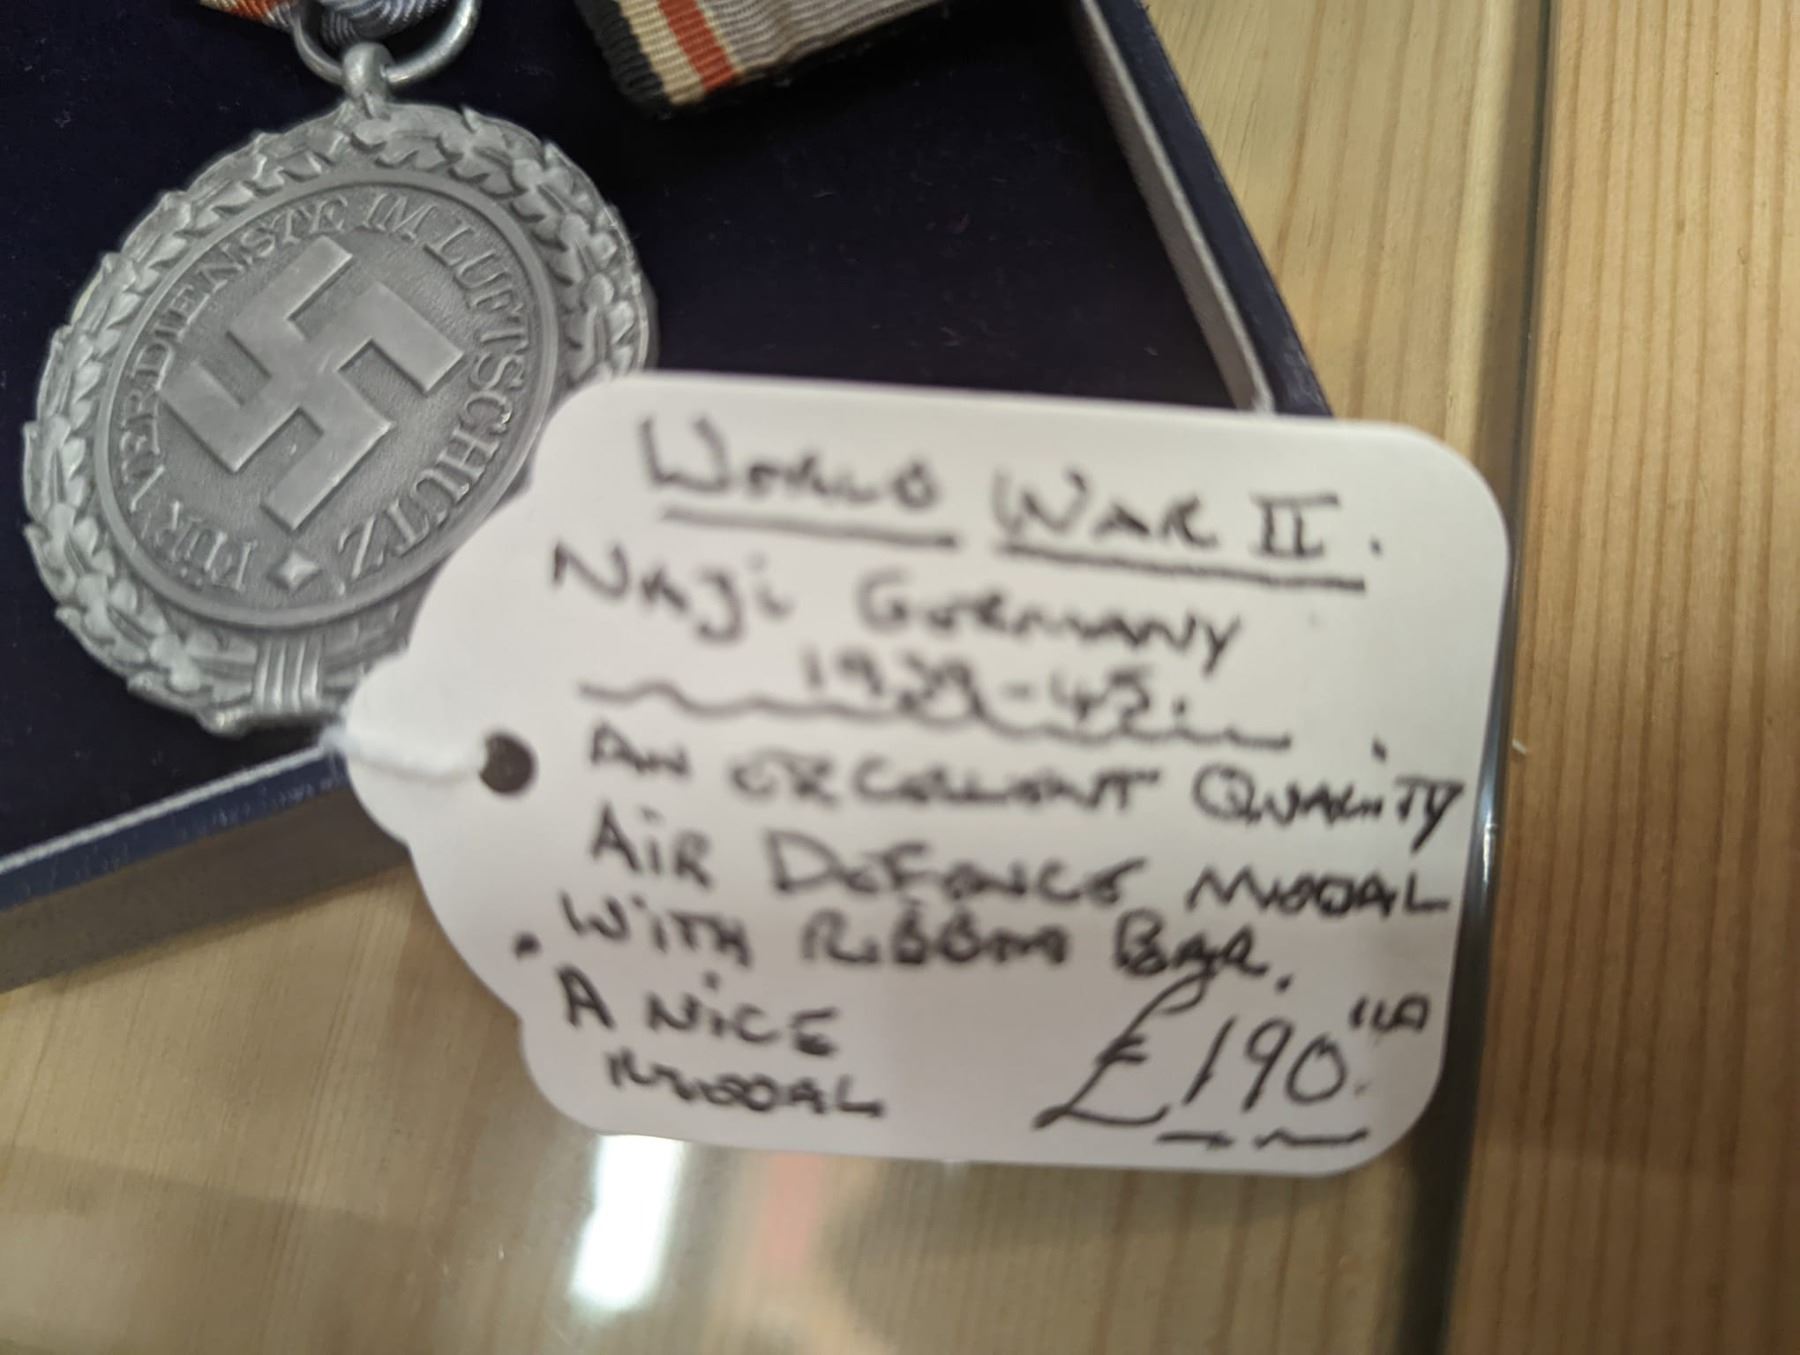 FÜR VERDIENSTE IM LUFTSCHUTZ
WORLD WAR II.
NAZI GERMANY
1939-45.
AN EXCELLENT QUALITY
AIR DEFENCE MEDAL
WITH RIBBON BAR.
A NICE
MEDAL
£190